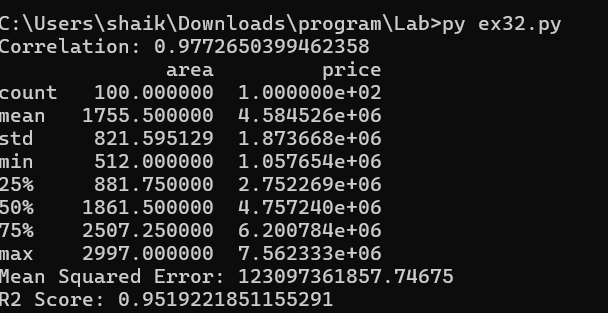 C:\Users\shaik\Downloads\program\Lab>py ex32.py
Correlation: 0.9772650399462358
area price
count 100.000000 1.000000e+02
mean 1755.500000 4.584526e+06
std 821.595129 1.873668e+06
min 512.000000 1.057654e+06
25% 881.750000 2.752269e+06
50% 1861.500000 4.757240e+06
75% 2507.250000 6.200784e+06
max 2997.000000 7.562333e+06
Mean Squared Error: 123097361857.74675
R2 Score: 0.9519221851155291